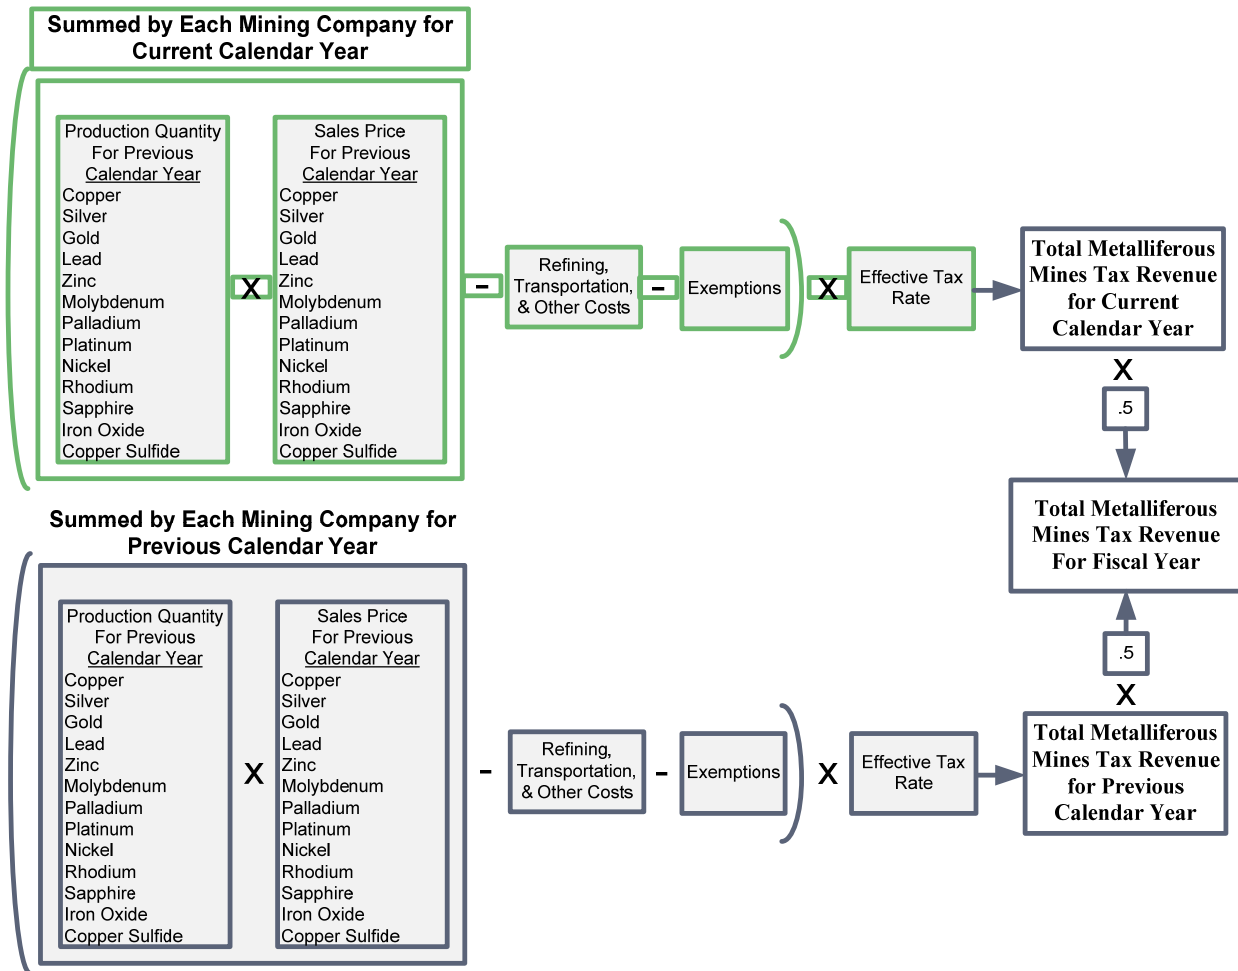 Summed by Each Mining Company for
Current Calendar Year
Production Quantity
For Previous
Calendar Year
Copper
Silver
Gold
Lead
Zinc
Molybdenum
Palladium
Platinum
Nickel
Rhodium
Sapphire
Iron Oxide
Copper Sulfide
X
Sales Price
For Previous
Calendar Year
Copper
Silver
Gold
Lead
Zinc
Molybdenum
Palladium
Platinum
Nickel
Rhodium
Sapphire
Iron Oxide
Copper Sulfide
-
Refining,
Transportation,
& Other Costs
-
Exemptions
X
Effective Tax
Rate
Total Metalliferous
Mines Tax Revenue
for Current
Calendar Year
X
.5
Total Metalliferous
Mines Tax Revenue
For Fiscal Year
Summed by Each Mining Company for
Previous Calendar Year
Production Quantity
For Previous
Calendar Year
Copper
Silver
Gold
Lead
Zinc
Molybdenum
Palladium
Platinum
Nickel
Rhodium
Sapphire
Iron Oxide
Copper Sulfide
X
Sales Price
For Previous
Calendar Year
Copper
Silver
Gold
Lead
Zinc
Molybdenum
Palladium
Platinum
Nickel
Rhodium
Sapphire
Iron Oxide
Copper Sulfide
-
Refining,
Transportation,
& Other Costs
-
Exemptions
X
Effective Tax
Rate
.5
X
Total Metalliferous
Mines Tax Revenue
for Previous
Calendar Year